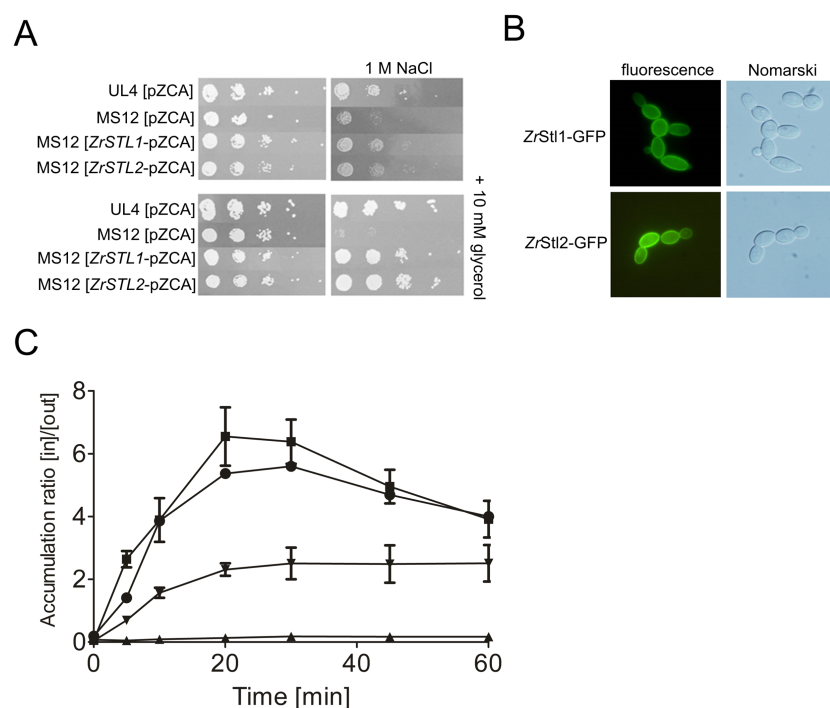 A
1 M NaCl
UL4 [pZCA]
MS12 [pZCA]
MS12 [ZrSTL1-pZCA]
MS12 [ZrSTL2-pZCA]
UL4 [pZCA]
MS12 [pZCA]
MS12 [ZrSTL1-pZCA]
MS12 [ZrSTL2-pZCA]
+ 10 mM glycerol
B
fluorescence Nomarski
ZrStl1-GFP
ZrStl2-GFP
C
Accumulation ratio [in]/[out]
8
6
4
2
0
0 20 40 60
Time [min]